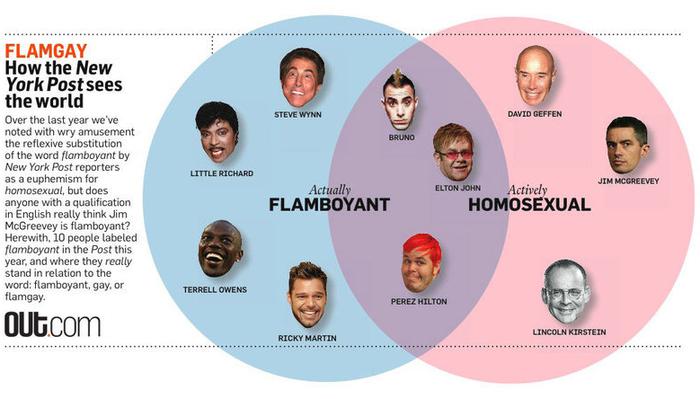 FLAMGAY
How the New
York Post sees
the world
Over the last year we've
noted with wry amusement
the reflexive substitution
of the word flamboyant by
New York Post reporters
as a euphemism for
homosexual, but does
anyone with a qualification
in English really think Jim
McGreevey is flamboyant?
Herewith, 10 people labeled
flamboyant in the Post this
year, and where they really
stand in relation to the
word: flamboyant, gay, or
flamgay.
OUT.com
STEVE WYNN
LITTLE RICHARD
Actually
FLAMBOYANT
TERRELL OWENS
RICKY MARTIN
BRUNO
ELTON JOHN
PEREZ HILTON
DAVID GEFFEN
JIM MCGREEVEY
Actively
HOMOSEXUAL
LINCOLN KIRSTEIN